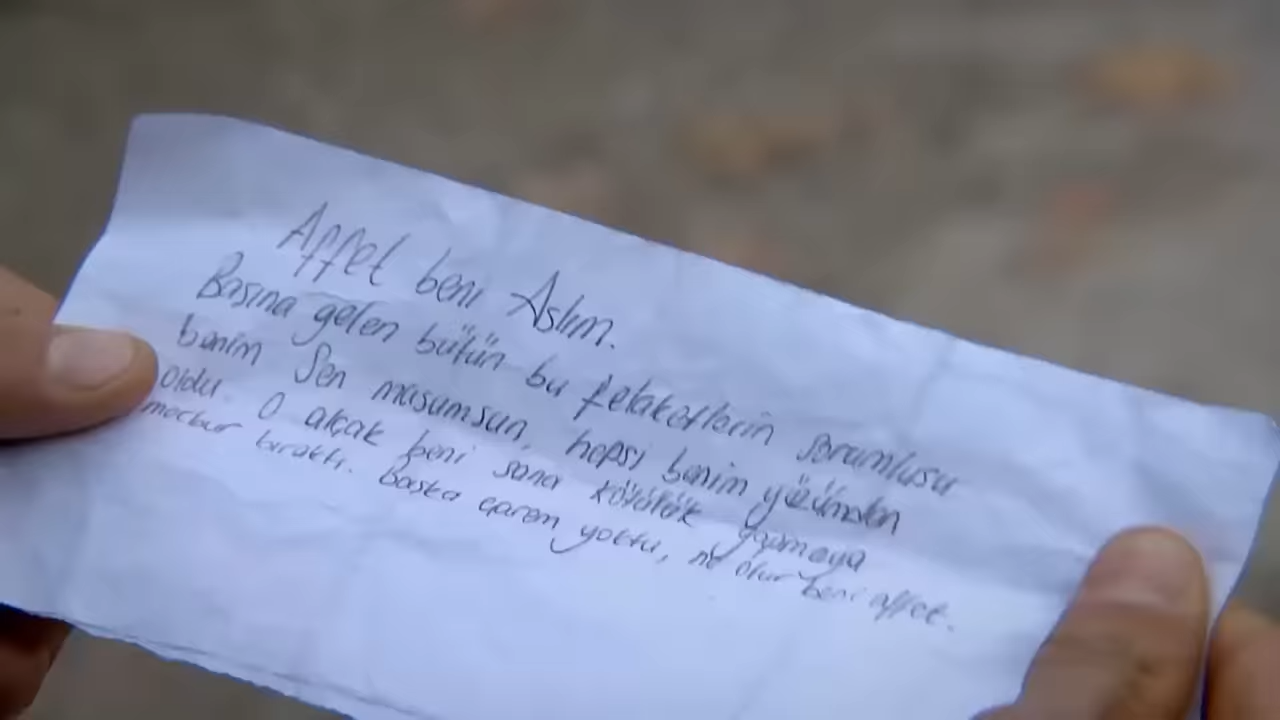 Affet beni Aslım.
Başına gelen bütün bu felaketlerin sorumlusu
benim Sen masumsun, hepsi benim yüzümden
oldu. O alçak beni sana kötülük yapmaya
mecbur bıraktı. Başka çarem yoktu, ne olur beni affet.